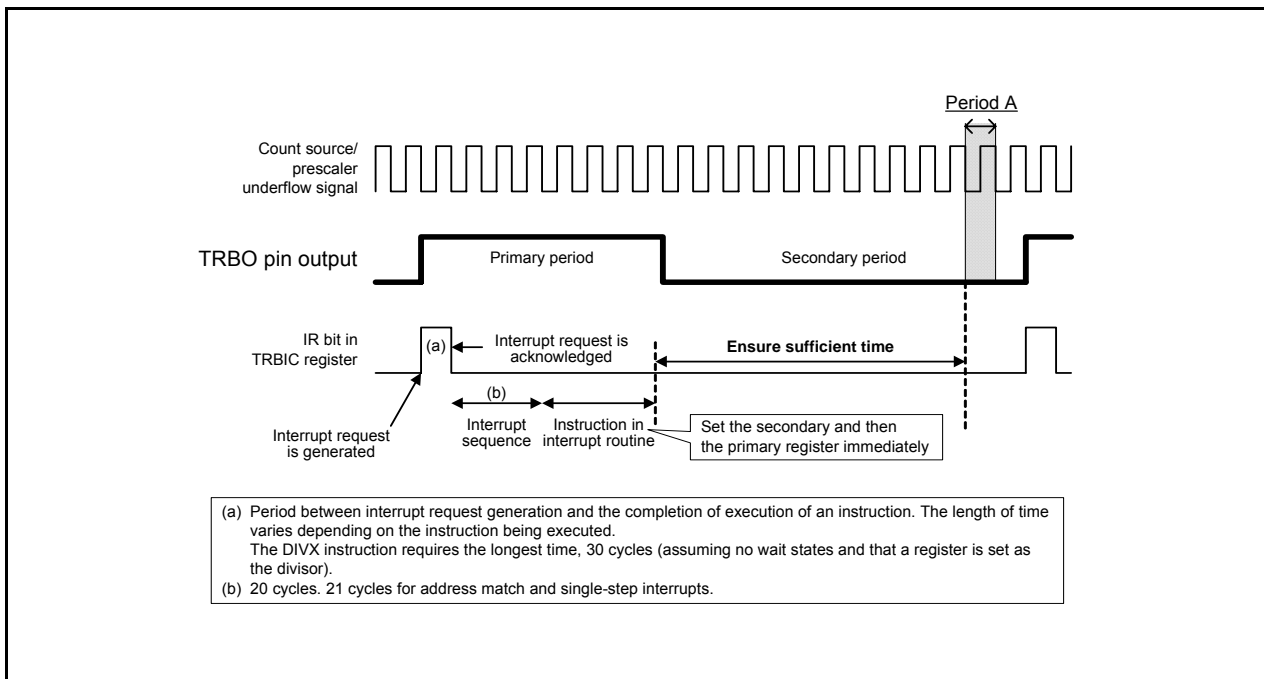 Period A
Count source/
prescaler
underflow signal
TRBO pin output
Primary period
Secondary period
IR bit in
TRBIC register
(a)
Interrupt request is
acknowledged
Ensure sufficient time
(b)
Interrupt request
is generated
Interrupt
sequence
Instruction in
interrupt routine
Set the secondary and then
the primary register immediately
(a) Period between interrupt request generation and the completion of execution of an instruction. The length of time
varies depending on the instruction being executed.
The DIVX instruction requires the longest time, 30 cycles (assuming no wait states and that a register is set as
the divisor).
(b) 20 cycles. 21 cycles for address match and single-step interrupts.